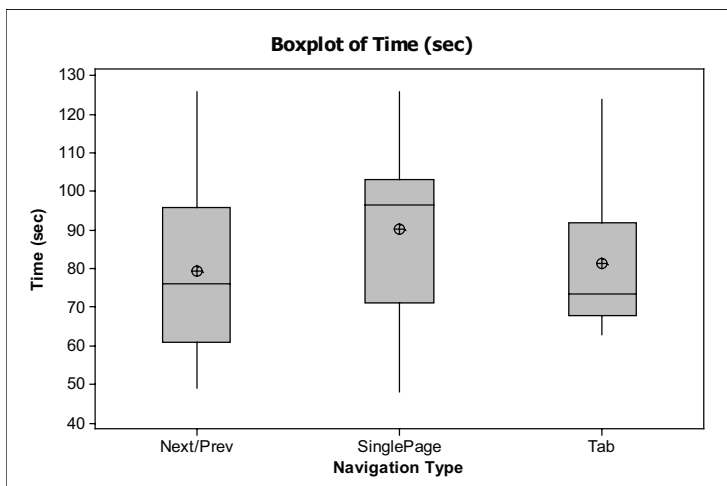 Boxplot of Time (sec)
130
120
110
100
90
80
70
60
50
40
Time (sec)
Next/Prev SinglePage Tab
Navigation Type